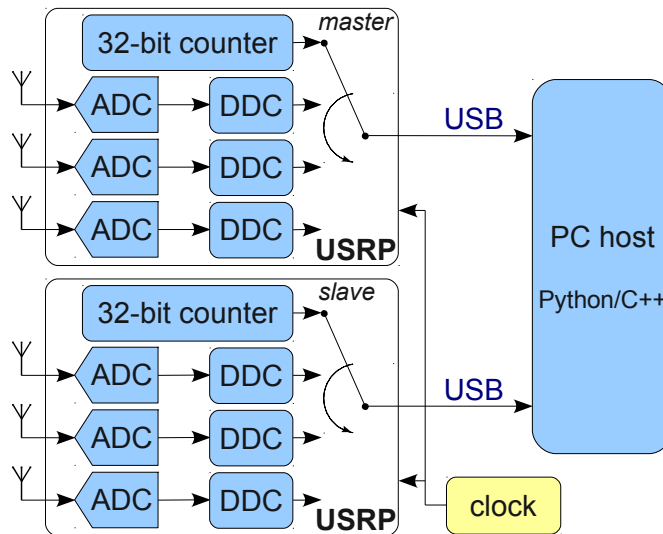 master
32-bit counter
ADC DDC
USB
ADC DDC
ADC DDC
USRP
PC host
Python/C++
slave
32-bit counter
ADC DDC
USB
ADC DDC
ADC DDC
USRP
clock